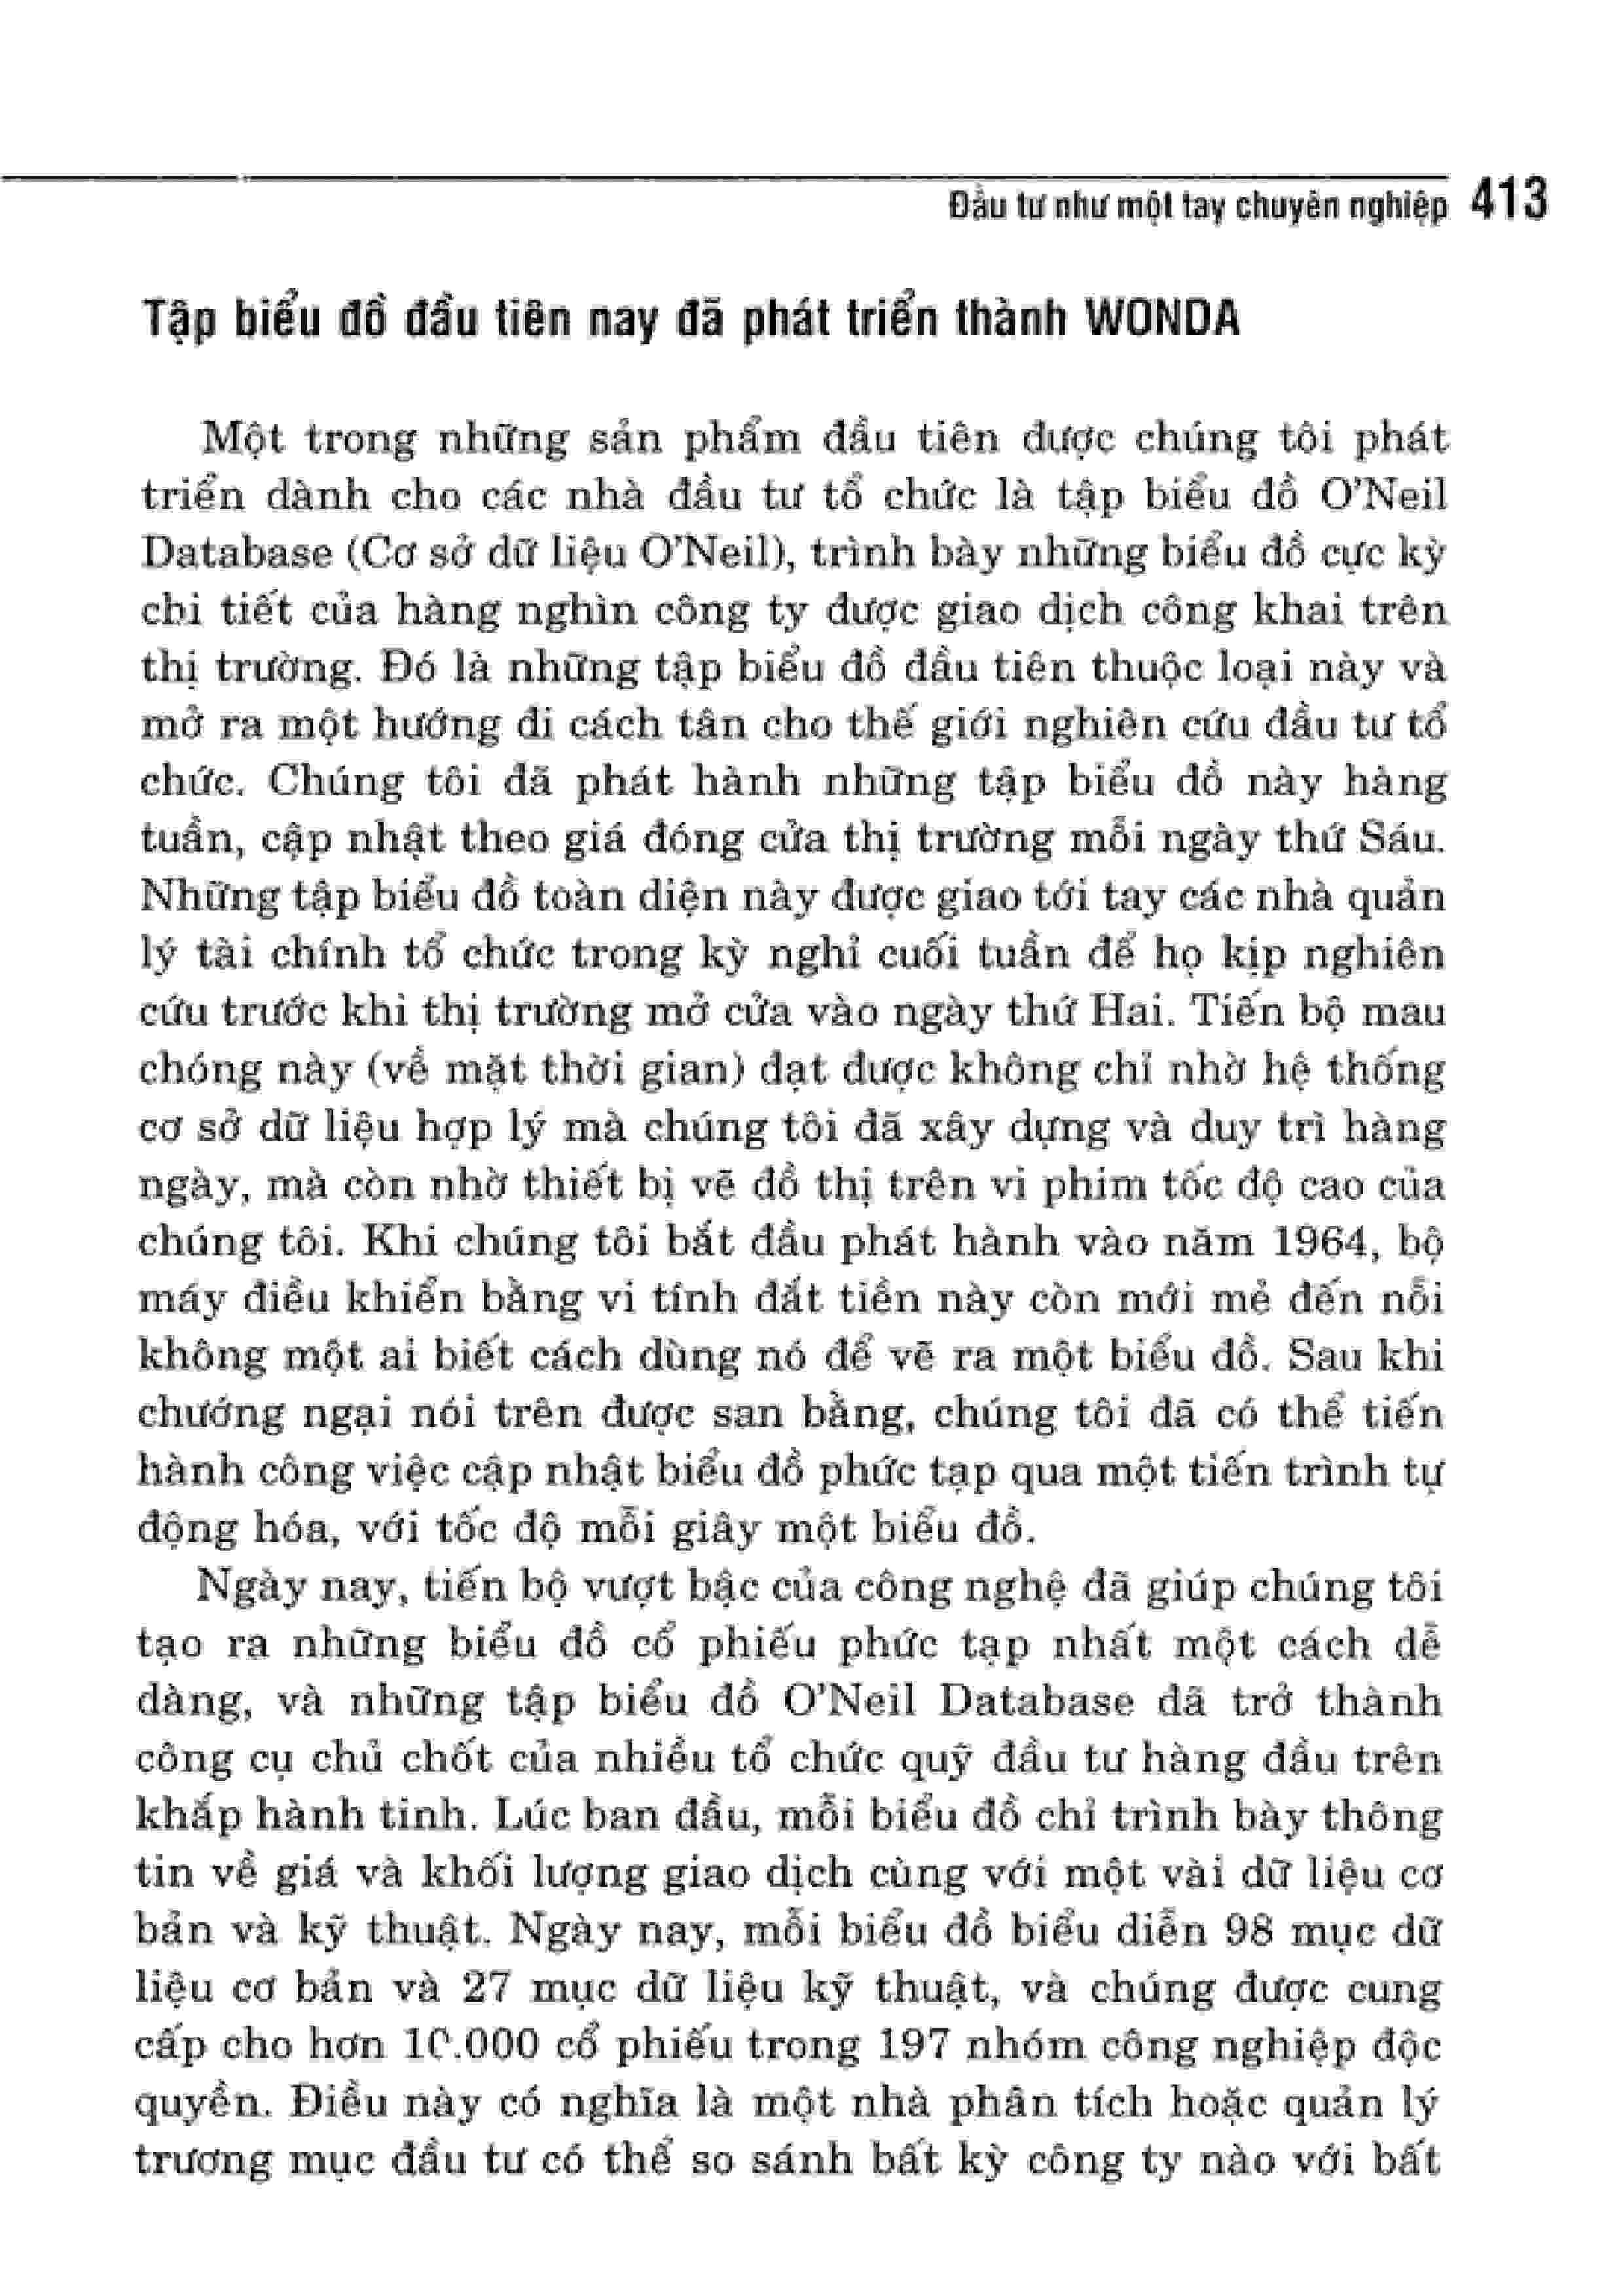 Đầu tư như một tay chuyên nghiệp 413
Tập biểu đồ đầu tiên nay đã phát triển thành WONDA
Một trong những sản phẩm đầu tiên được chúng tôi phát
triển dành cho các nhà đầu tư tổ chức là tập biểu đồ O'Neil
Database (Cơ sở dữ liệu O'Neil), trình bày những biểu đồ cực kỳ
chi tiết của hàng nghìn công ty được giao dịch công khai trên
thị trường. Đó là những tập biểu đồ đầu tiên thuộc loại này và
mở ra một hướng đi cách tân cho thế giới nghiên cứu đầu tư tổ
chức. Chúng tôi đã phát hành những tập biểu đồ này hàng
tuần, cập nhật theo giá đóng cửa thị trường mỗi ngày thứ Sáu.
Những tập biểu đồ toàn diện này được giao tới tay các nhà quản
lý tài chính tổ chức trong kỳ nghỉ cuối tuần để họ kịp nghiên
cứu trước khi thị trường mở cửa vào ngày thứ Hai. Tiến bộ mau
chóng này (về mặt thời gian) đạt được không chỉ nhờ hệ thống
cơ sở dữ liệu hợp lý mà chúng tôi đã xây dựng và duy trì hàng
ngày, mà còn nhờ thiết bị vẽ đồ thị trên vi phim tốc độ cao của
chúng tôi. Khi chúng tôi bắt đầu phát hành vào năm 1964, bộ
máy điều khiển bằng vi tính đắt tiền này còn mới mẻ đến nỗi
không một ai biết cách dùng nó để vẽ ra một biểu đồ. Sau khi
chướng ngại nói trên được san bằng, chúng tôi đã có thể tiến
hành công việc cập nhật biểu đồ phức tạp qua một tiến trình tự
động hóa, với tốc độ mỗi giây một biểu đồ.
Ngày nay, tiến bộ vượt bậc của công nghệ đã giúp chúng tôi
tạo ra những biểu đồ cổ phiếu phức tạp nhất một cách dễ
dàng, và những tập biểu đồ O'Neil Database đã trở thành
công cụ chủ chốt của nhiều tổ chức quỹ đầu tư hàng đầu trên
khắp hành tinh. Lúc ban đầu, mỗi biểu đồ chỉ trình bày thông
tin về giá và khối lượng giao dịch cùng với một vài dữ liệu cơ
bản và kỹ thuật. Ngày nay, mỗi biểu đồ biểu diễn 98 mục dữ
liệu cơ bản và 27 mục dữ liệu kỹ thuật, và chúng được cung
cấp cho hơn 10.000 cổ phiếu trong 197 nhóm công nghiệp độc
quyền. Điều này có nghĩa là một nhà phân tích hoặc quản lý
trương mục đầu tư có thể so sánh bất kỳ công ty nào với bất